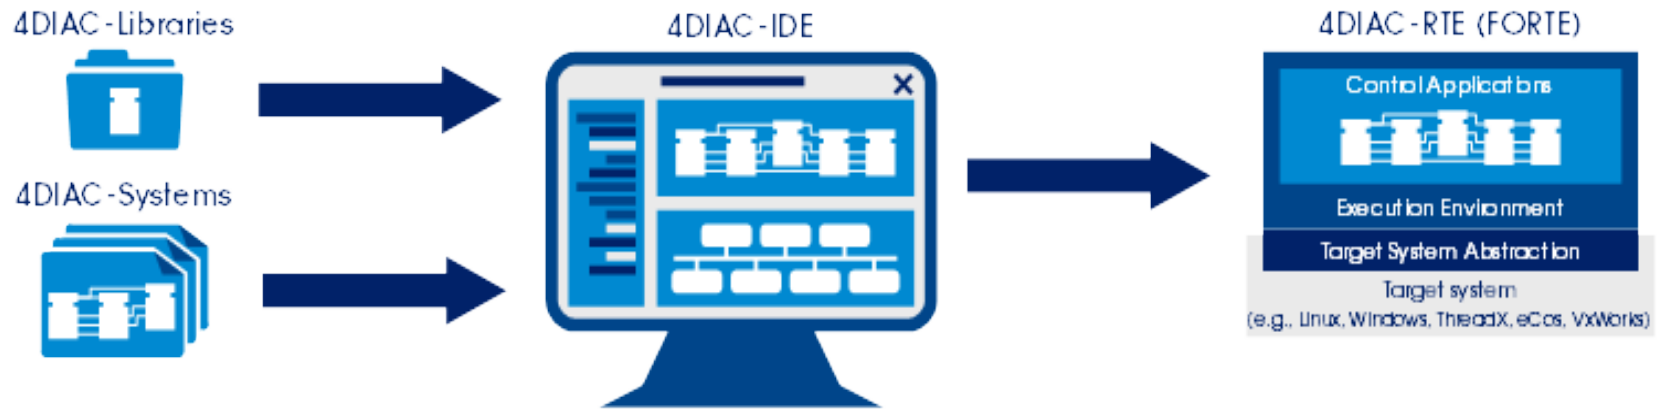 4DIAC-Libraries
4DIAC-Systems
4DIAC-IDE
4DIAC-RTE (FORTE)
Control Applications
Execution Environment
Target System Abstraction
Target system
(e.g., Linux, Windows, ThreadX, eCos, VxWorks)